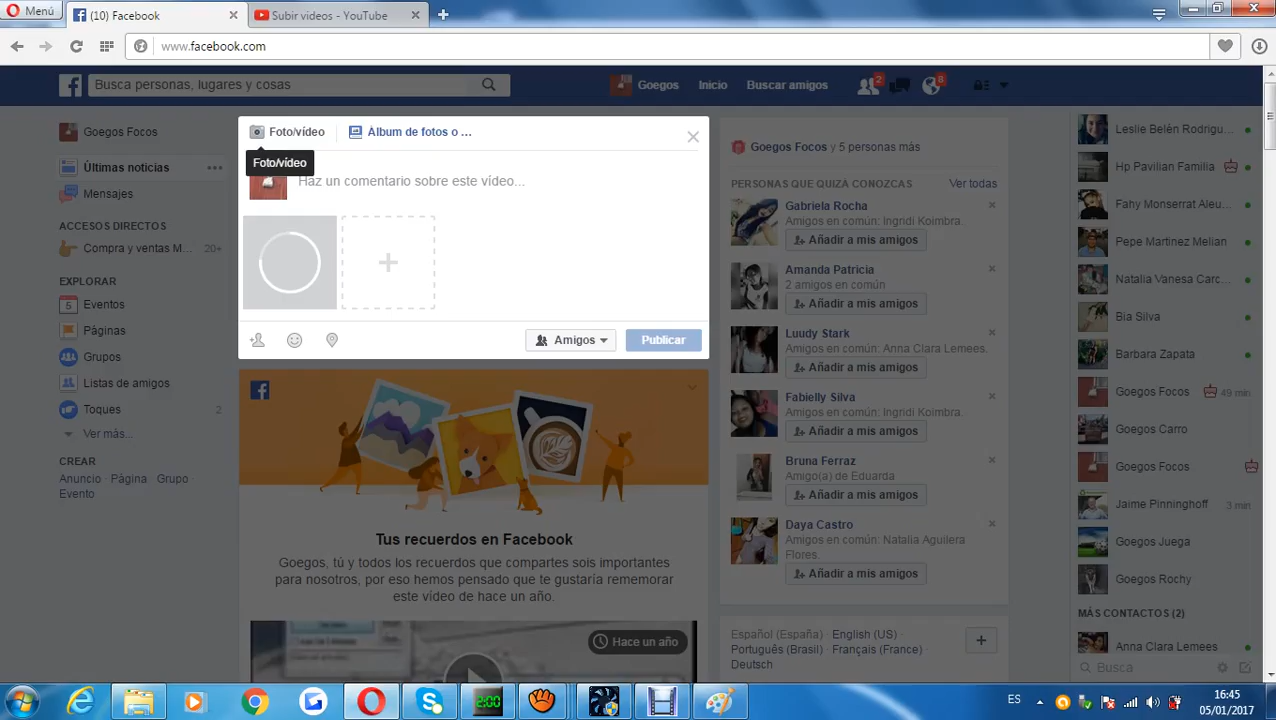 Menú
(10) Facebook
Subir vídeos - YouTube
www.facebook.com
Busca personas, lugares y cosas
Goegos
Inicio
Buscar amigos
2
8
Goegos Focos
Últimas noticias
Mensajes
ACCESOS DIRECTOS
Compra y ventas M...
20+
EXPLORAR
5
Eventos
Páginas
Grupos
Listas de amigos
Toques
2
Ver más...
CREAR
Anuncio · Página · Grupo ·
Evento
Foto/vídeo
Álbum de fotos o ...
Foto/vídeo
Haz un comentario sobre este vídeo...
Amigos
Publicar
Tus recuerdos en Facebook
Goegos, tú y todos los recuerdos que compartes sois importantes
para nosotros, por eso hemos pensado que te gustaría rememorar
este vídeo de hace un año.
Hace un año
Goegos Focos y 5 personas más
PERSONAS QUE QUIZÁ CONOZCAS
Ver todas
Gabriela Rocha
Amigos en común: Ingridi Koimbra.
Añadir a mis amigos
Amanda Patricia
2 amigos en común
Añadir a mis amigos
Luudy Stark
Amigos en común: Anna Clara Lemees.
Añadir a mis amigos
Fabielly Silva
Amigos en común: Ingridi Koimbra.
Añadir a mis amigos
Bruna Ferraz
Amigo(a) de Eduarda
Añadir a mis amigos
Daya Castro
Amigos en común: Natalia Aguilera
Flores.
Añadir a mis amigos
Español (España) · English (US) ·
Português (Brasil) · Français (France) ·
Deutsch
Leslie Belén Rodrigu...
Hp Pavilian Familia
Fahy Monserrat Aleu...
Pepe Martinez Melian
Natalia Vanesa Carc...
Bia Silva
Barbara Zapata
Goegos Focos
49 min
Goegos Carro
Goegos Focos
Jaime Pinninghoff
3 min
Goegos Juega
Goegos Rochy
MÁS CONTACTOS (2)
Anna Clara Lemees
Busca
2:00
ES
16:45
05/01/2017